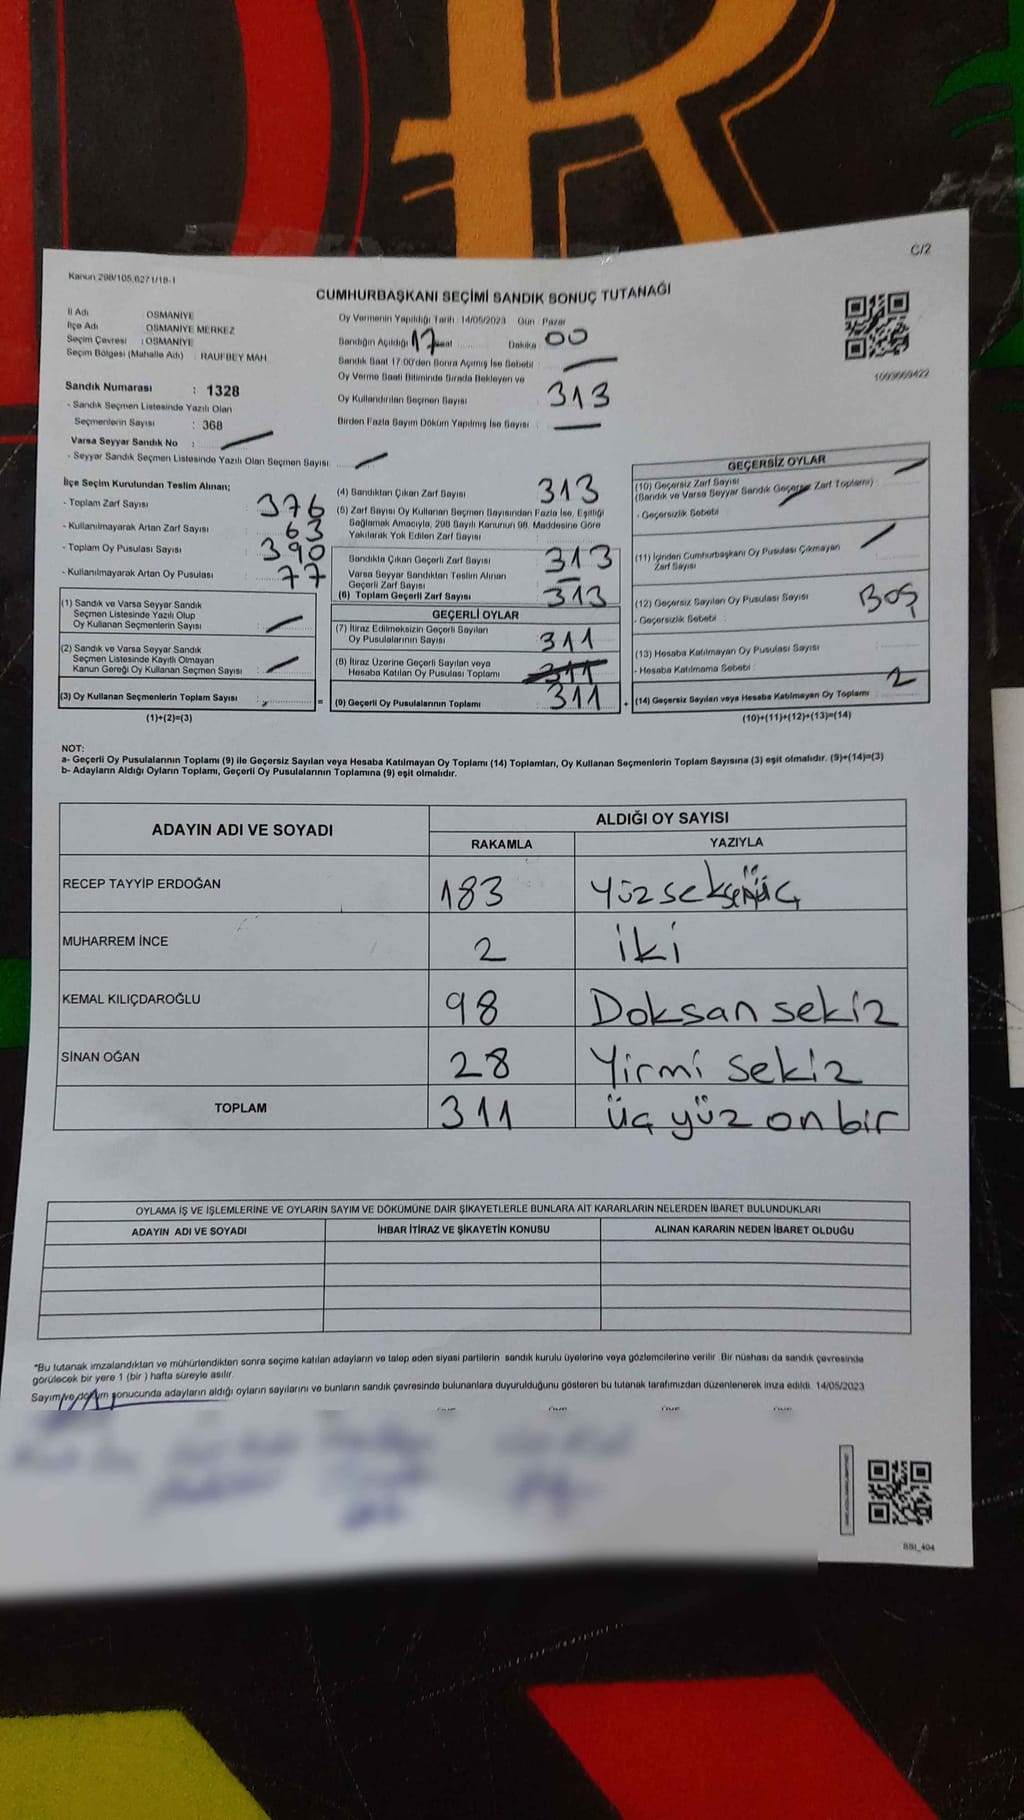 DR
C/2
Kanun 298/105,6271/18-1
CUMHURBAŞKANI SEÇİMİ SANDIK SONUÇ TUTANAĞI
İl Adı : OSMANİYE
İlçe Adı : OSMANİYE MERKEZ
Seçim Çevresi : OSMANİYE
Seçim Bölgesi (Mahalle Adı) : RAUFBEY MAH.
Sandık Numarası : 1328
- Sandık Seçmen Listesinde Yazılı Olan
Seçmenlerin Sayısı : 368
Varsa Seyyar Sandık No :
- Seyyar Sandık Seçmen Listesinde Yazılı Olan Seçmen Sayısı
Oy Vermenin Yapıldığı Tarih : 14/05/2023 Gün : Pazar
Sandığın Açıldığı 17 Saat Dakika : 00
Sandık Saat 17:00'den Sonra Açmış İse Sebebi :
Oy Verme Saati Bitiminde Sırada Bekleyen ve
Oy Kullandırılan Seçmen Sayısı 313
Birden Fazla Sayım Döküm Yapılmış İse Sayısı :
1093669422
İlçe Seçim Kurulundan Teslim Alınan;
- Toplam Zarf Sayısı 376
- Kullanılmayarak Artan Zarf Sayısı 63
- Toplam Oy Pusulası Sayısı 390
- Kullanılmayarak Artan Oy Pusulası 77
(1) Sandık ve Varsa Seyyar Sandık
Seçmen Listesinde Yazılı Olup
Oy Kullanan Seçmenlerin Sayısı :
(2) Sandık ve Varsa Seyyar Sandık
Seçmen Listesinde Kayıtlı Olmayan
Kanun Gereği Oy Kullanan Seçmen Sayısı :
(3) Oy Kullanan Seçmenlerin Toplam Sayısı : =
(1)+(2)=(3)
(4) Sandıktan Çıkan Zarf Sayısı 313
(5) Zarf Sayısı Oy Kullanan Seçmen Sayısından Fazla İse, Eşitliği
Sağlamak Amacıyla, 298 Sayılı Kanunun 98. Maddesine Göre
Yakılarak Yok Edilen Zarf Sayısı
Sandıkta Çıkan Geçerli Zarf Sayısı 313
Varsa Seyyar Sandıktan Teslim Alınan
Geçerli Zarf Sayısı
(6) Toplam Geçerli Zarf Sayısı 313
GEÇERLİ OYLAR
(7) İtiraz Edilmeksizin Geçerli Sayılan
Oy Pusulalarının Sayısı 311
(8) İtiraz Üzerine Geçerli Sayılan veya
Hesaba Katılan Oy Pusulası Toplamı 311
(9) Geçerli Oy Pusulalarının Toplamı 311 +
GEÇERSİZ OYLAR
(10) Geçersiz Zarf Sayısı
(Sandık ve Varsa Seyyar Sandık Geçersiz Zarf Toplamı)
- Geçersizlik Sebebi
(11) İçinden Cumhurbaşkanı Oy Pusulası Çıkmayan
Zarf Sayısı
(12) Geçersiz Sayılan Oy Pusulası Sayısı BOŞ
- Geçersizlik Sebebi :
(13) Hesaba Katılmayan Oy Pusulası Sayısı
- Hesaba Katılmama Sebebi :
(14) Geçersiz Sayılan veya Hesaba Katılmayan Oy Toplamı 2
(10)+(11)+(12)+(13)=(14)
NOT:
a- Geçerli Oy Pusulalarının Toplamı (9) ile Geçersiz Sayılan veya Hesaba Katılmayan Oy Toplamı (14) Toplamları, Oy Kullanan Seçmenlerin Toplam Sayısına (3) eşit olmalıdır. (9)+(14)=(3)
b- Adayların Aldığı Oyların Toplamı, Geçerli Oy Pusulalarının Toplamına (9) eşit olmalıdır.
ADAYIN ADI VE SOYADI ALDIĞI OY SAYISI
RAKAMLA YAZIYLA
RECEP TAYYİP ERDOĞAN 183 Yüzseksenüç
MUHARREM İNCE 2 iki
KEMAL KILIÇDAROĞLU 98 Doksan sekiz
SİNAN OĞAN 28 Yirmi sekiz
TOPLAM 311 üç yüz on bir
OYLAMA İŞ VE İŞLEMLERİNE VE OYLARIN SAYIM VE DÖKÜMÜNE DAİR ŞİKAYETLERLE BUNLARA AİT KARARLARIN NELERDEN İBARET BULUNDUKLARI
ADAYIN ADI VE SOYADI İHBAR İTİRAZ VE ŞİKAYETİN KONUSU ALINAN KARARIN NEDEN İBARET OLDUĞU
*Bu tutanak imzalandıktan ve mühürlendikten sonra seçime katılan adayların ve talep eden siyasi partilerin sandık kurulu üyelerine veya gözlemcilerine verilir. Bir nüshası da sandık çevresinde
görülecek bir yere 1 (bir ) hafta süreyle asılır.
Sayım ve döküm sonucunda adayların aldığı oyların sayılarını ve bunların sandık çevresinde bulunanlara duyurulduğunu gösteren bu tutanak tarafımızdan düzenlenerek imza edildi. 14/05/2023
SSI_404